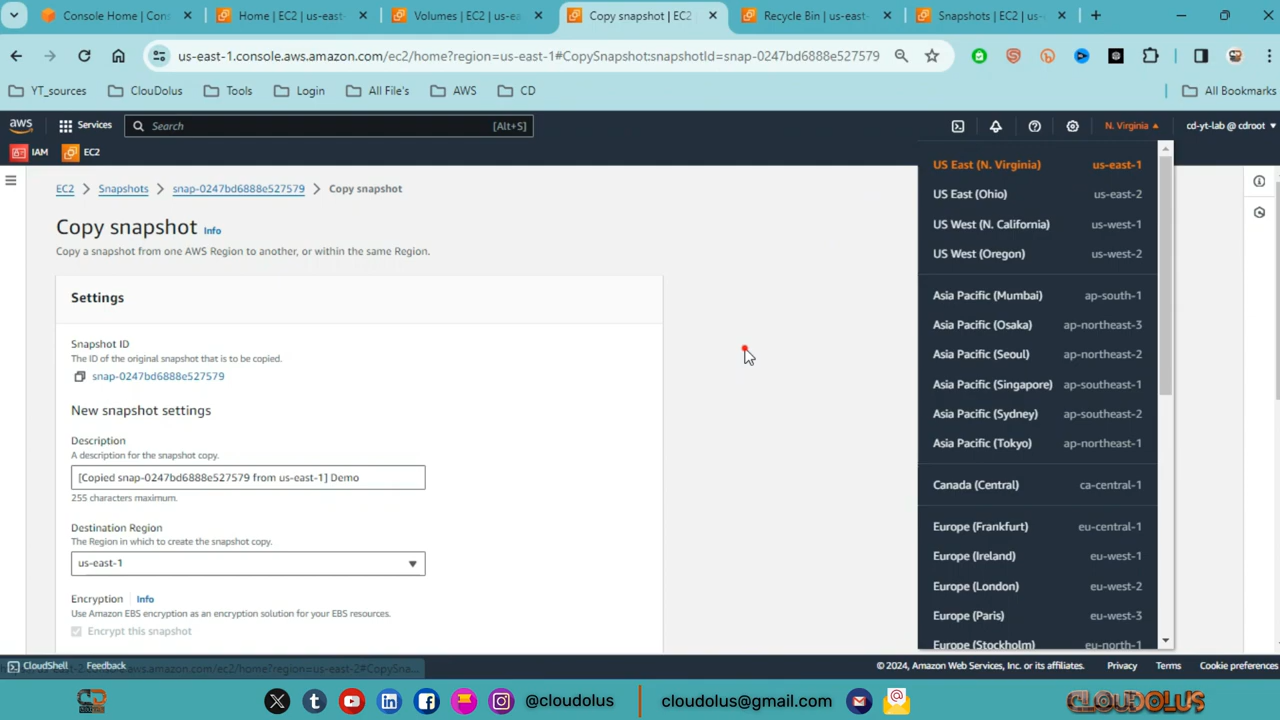 Console Home | Con
Home | EC2 | us-east-
Volumes | EC2 | us-ea
Copy snapshot | EC2
Recycle Bin | us-east-
Snapshots | EC2 | us-
us-east-1.console.aws.amazon.com/ec2/home?region=us-east-1#CopySnapshot:snapshotId=snap-0247bd6888e527579
YT_sources
ClouDolus
Tools
Login
All File's
AWS
CD
All Bookmarks
aws
Services
Search
[Alt+S]
N. Virginia
cd-yt-lab @ cdroot
IAM
EC2
EC2 > Snapshots > snap-0247bd6888e527579 > Copy snapshot
Copy snapshot Info
Copy a snapshot from one AWS Region to another, or within the same Region.
Settings
Snapshot ID
The ID of the original snapshot that is to be copied.
snap-0247bd6888e527579
New snapshot settings
Description
A description for the snapshot copy.
[Copied snap-0247bd6888e527579 from us-east-1] Demo
255 characters maximum.
Destination Region
The Region in which to create the snapshot copy.
us-east-1
Encryption Info
Use Amazon EBS encryption as an encryption solution for your EBS resources.
Encrypt this snapshot
US East (N. Virginia) us-east-1
US East (Ohio) us-east-2
US West (N. California) us-west-1
US West (Oregon) us-west-2
Asia Pacific (Mumbai) ap-south-1
Asia Pacific (Osaka) ap-northeast-3
Asia Pacific (Seoul) ap-northeast-2
Asia Pacific (Singapore) ap-southeast-1
Asia Pacific (Sydney) ap-southeast-2
Asia Pacific (Tokyo) ap-northeast-1
Canada (Central) ca-central-1
Europe (Frankfurt) eu-central-1
Europe (Ireland) eu-west-1
Europe (London) eu-west-2
Europe (Paris) eu-west-3
Europe (Stockholm) eu-north-1
CloudShell
Feedback
© 2024, Amazon Web Services, Inc. or its affiliates.
Privacy
Terms
Cookie preferences
@cloudolus
cloudolus@gmail.com
CLOUDOLUS